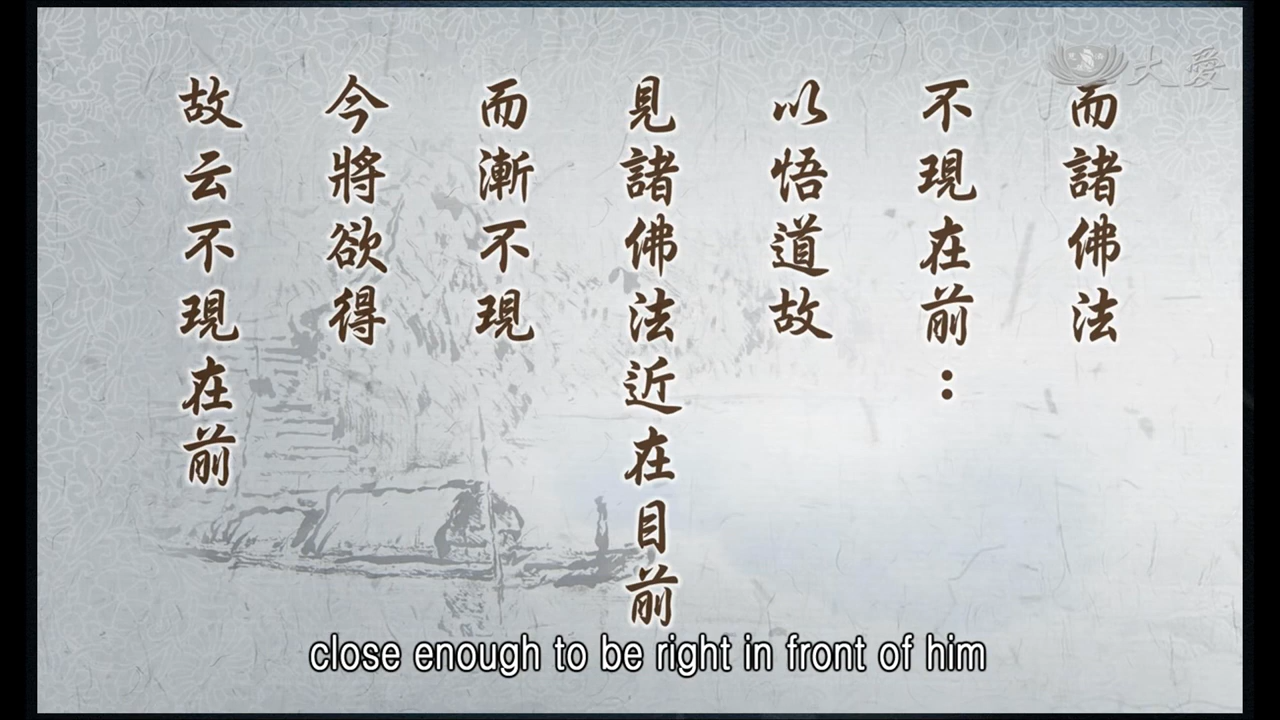 而諸佛法
不現在前：
以悟道故
見諸佛法近在目前
而漸不現
今將欲得
故云不現在前
大愛
close enough to be right in front of him